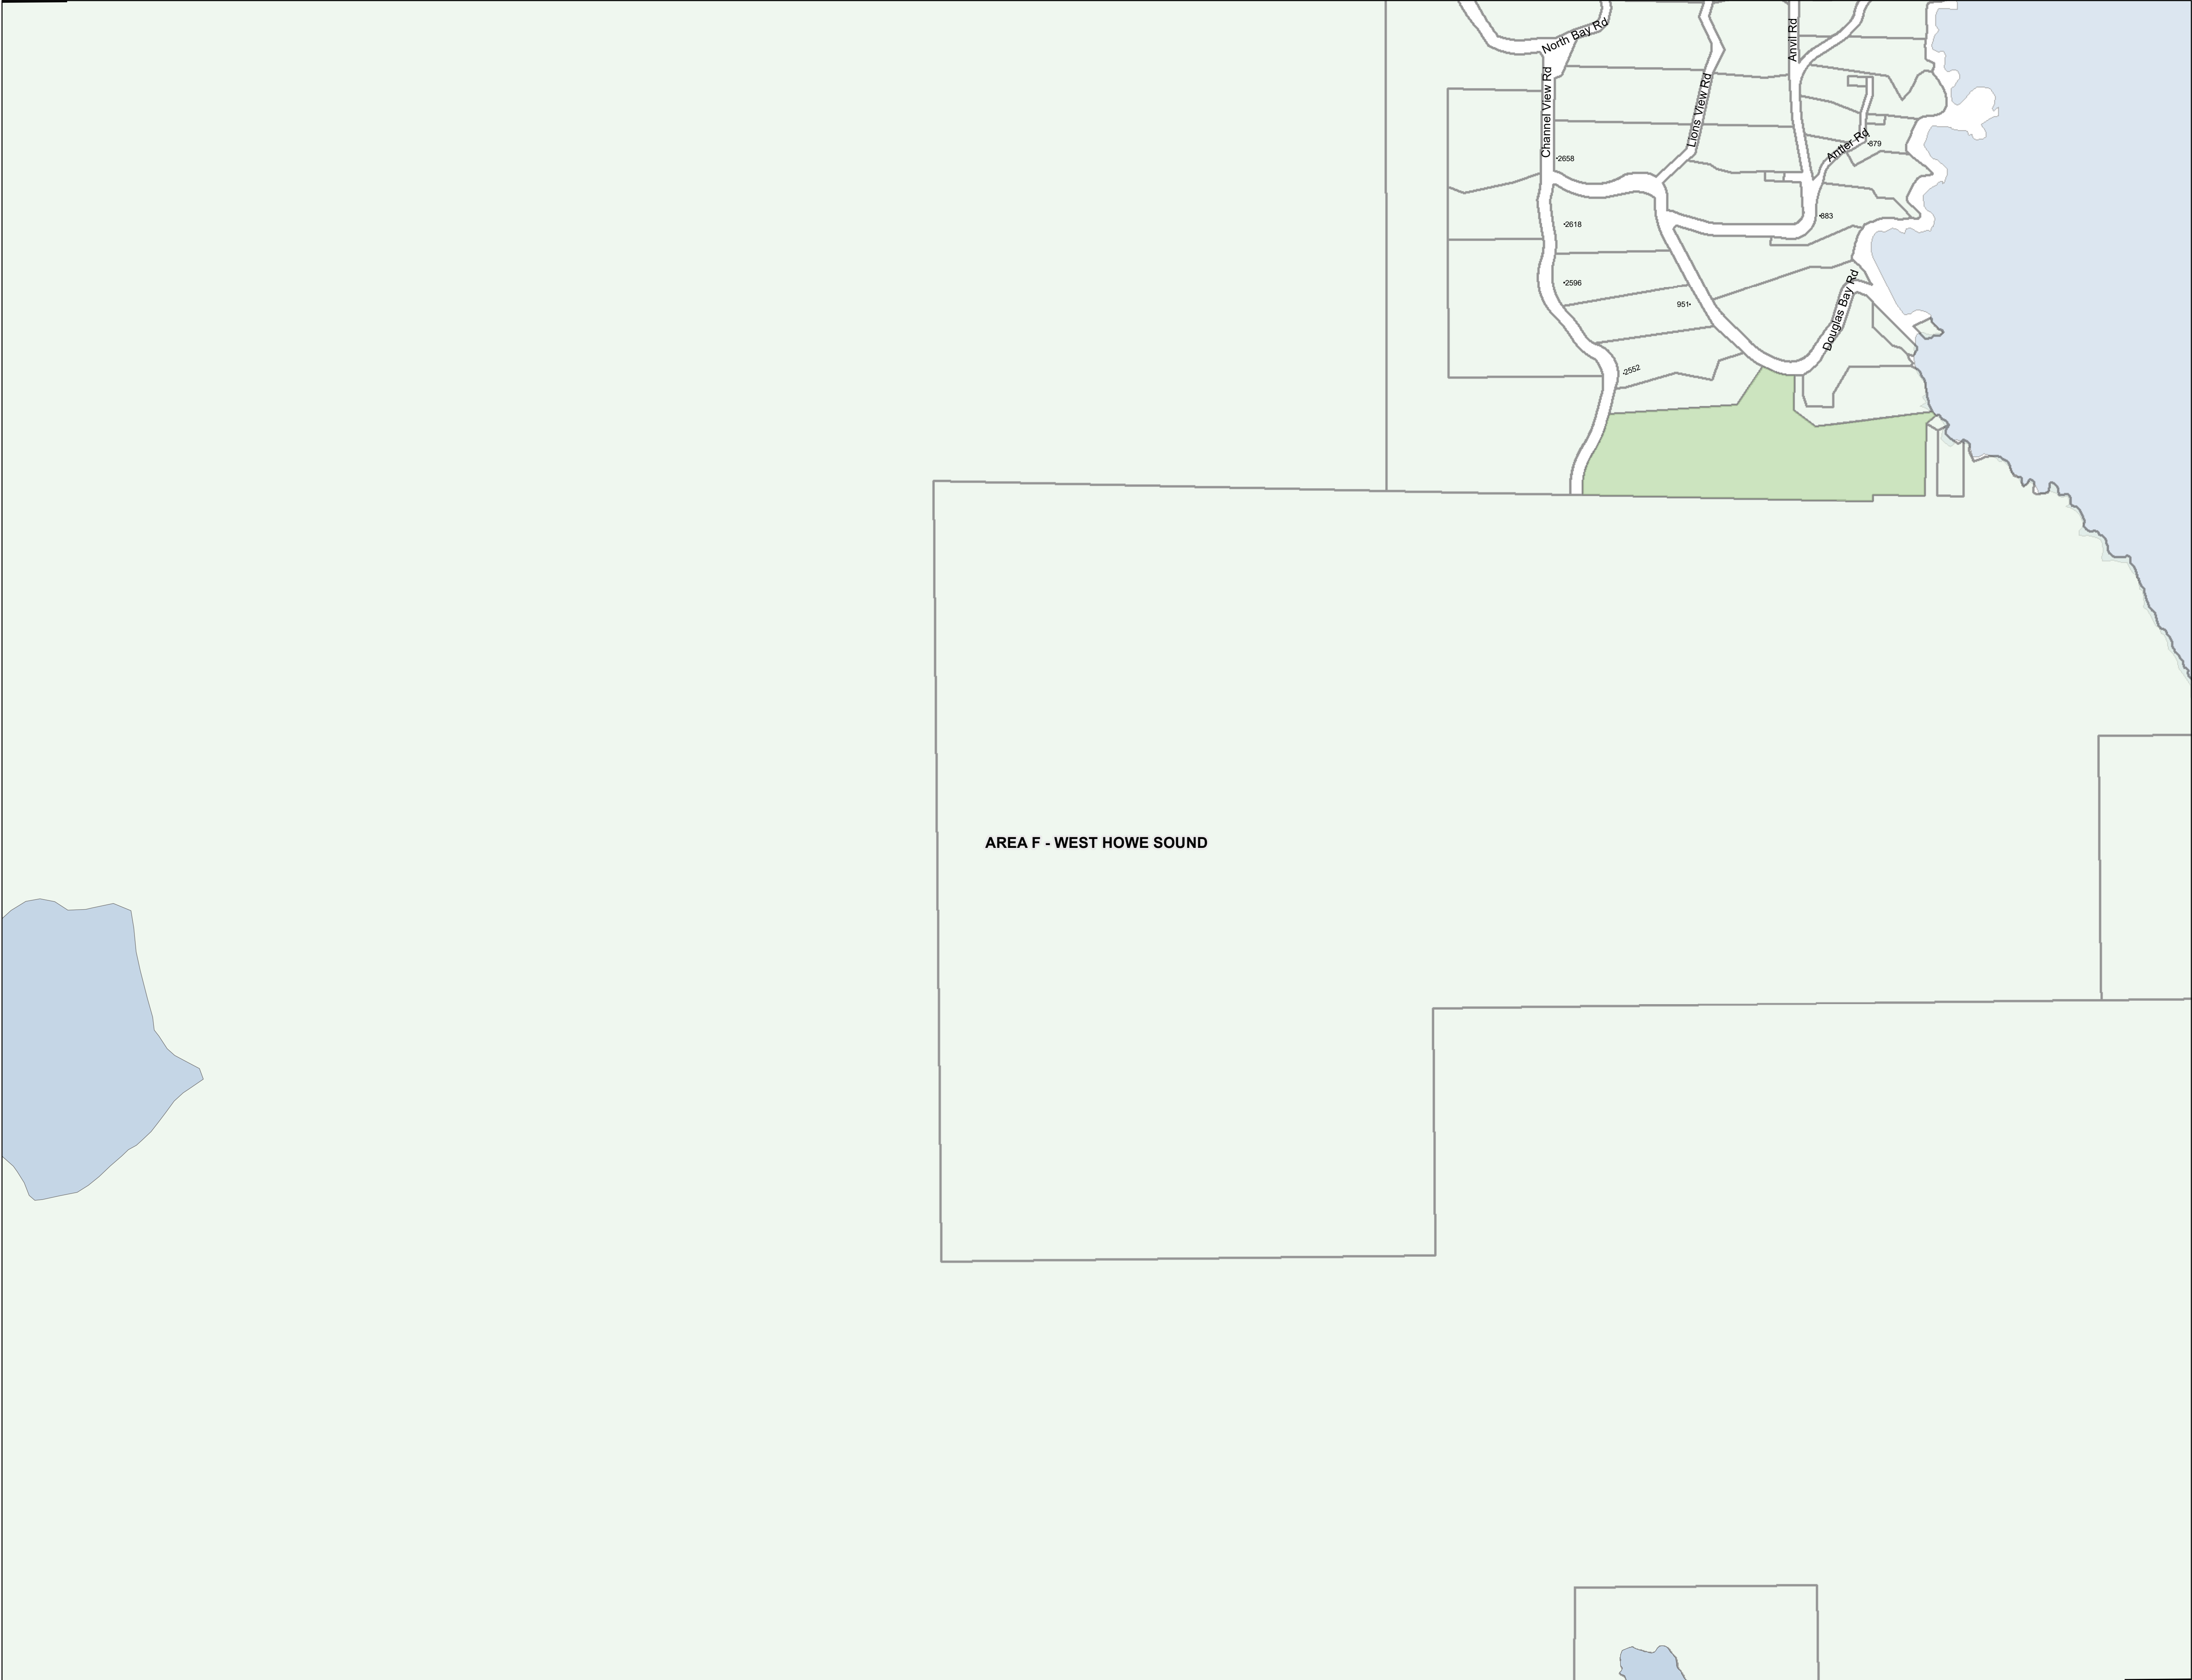 North Bay Rd
Anvil Rd
Channel View Rd
Lions View Rd
Antler Rd
879
2658
883
2618
2596
951
Douglas Bay Rd
2552
AREA F - WEST HOWE SOUND